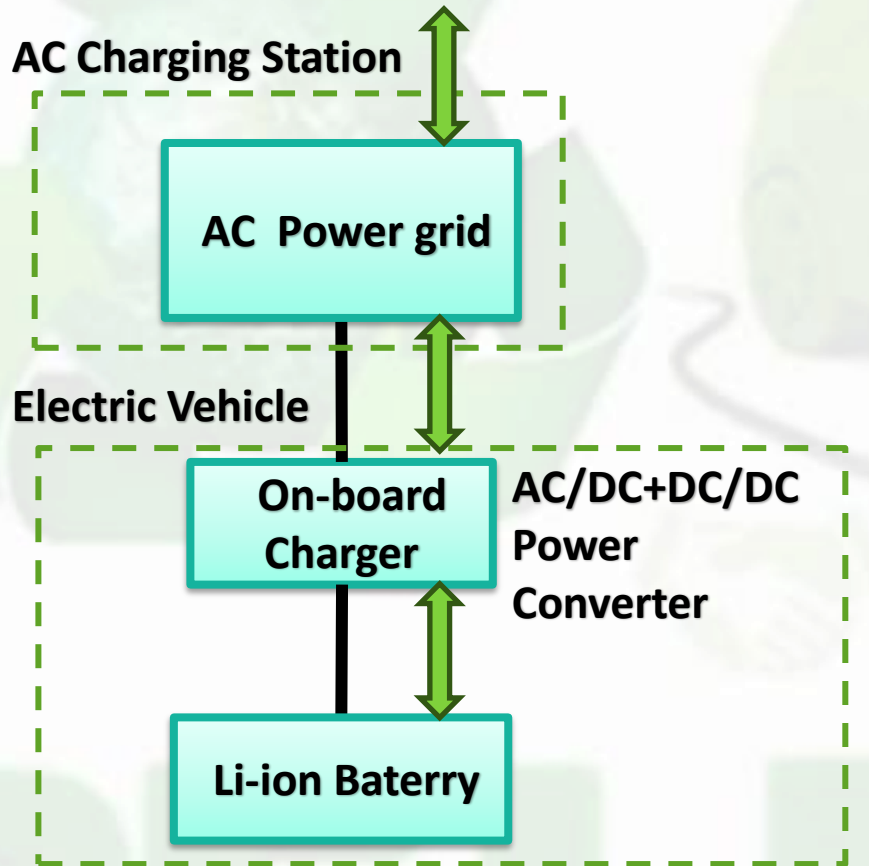 AC Charging Station
AC Power grid
Electric Vehicle
On-board
Charger
AC/DC+DC/DC
Power
Converter
Li-ion Baterry